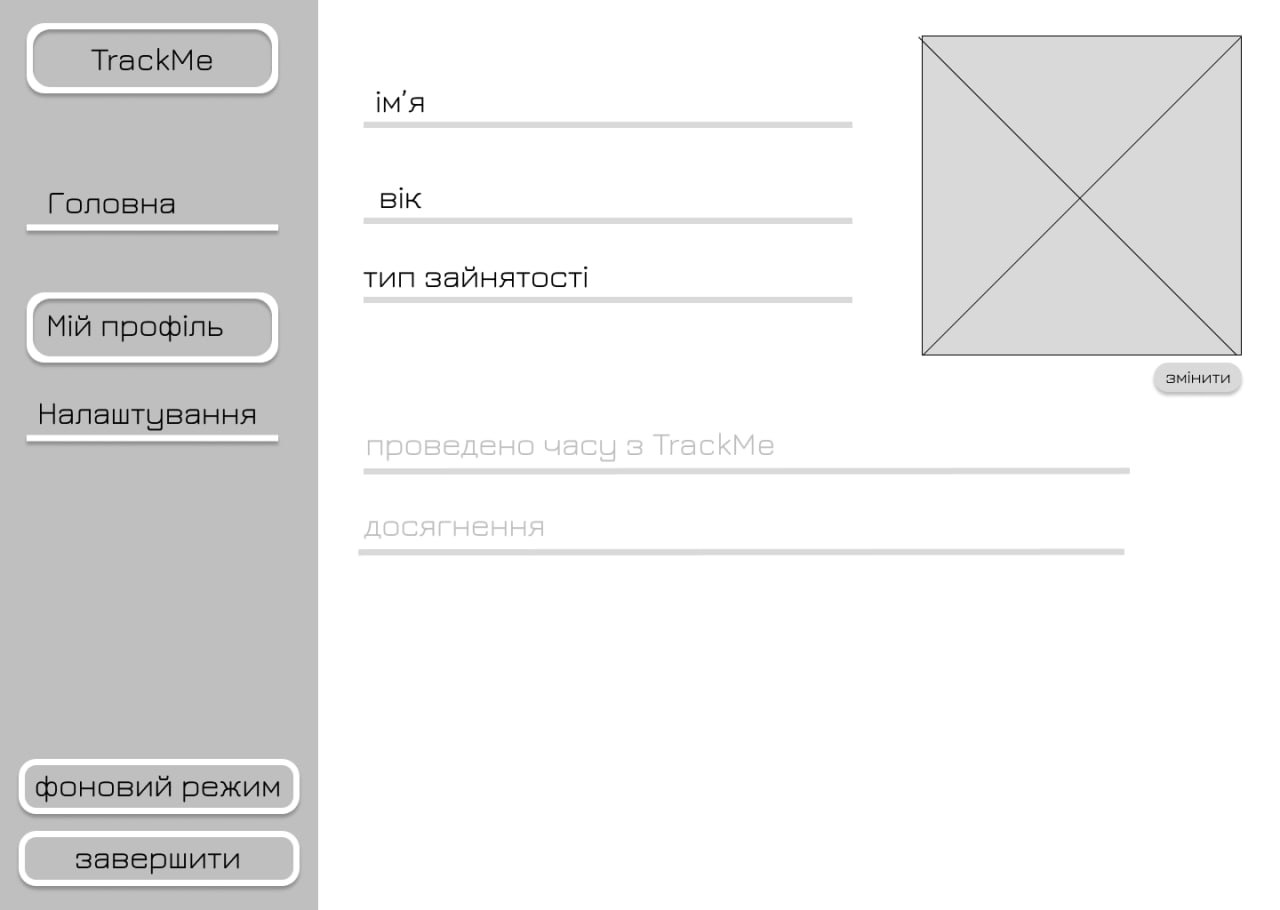 TrackMe
Головна
Мій профіль
Налаштування
фоновий режим
завершити
ім'я
вік
тип зайнятості
змінити
проведено часу з TrackMe
досягнення